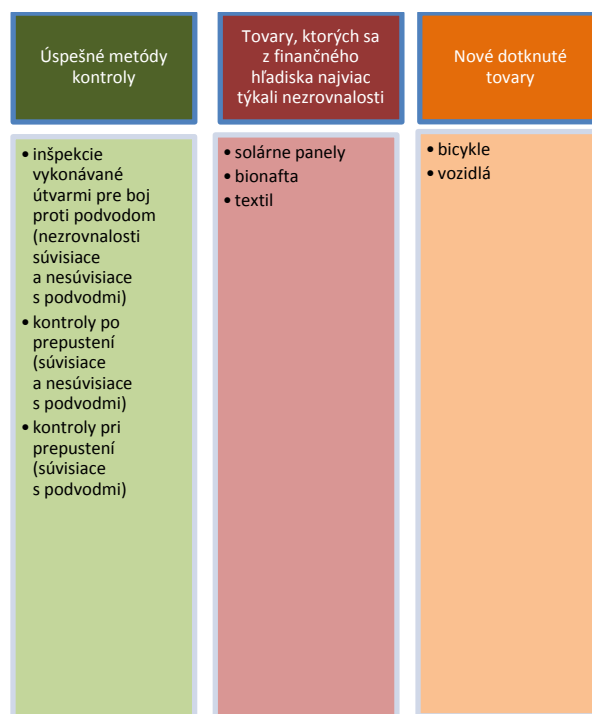 Úspešné metódy
kontroly
• inšpekcie
vykonávané
útvarmi pre boj
proti podvodom
(nezrovnalosti
súvisiace
a nesúvisiace
s podvodmi)
• kontroly po
prepustení
(súvisiace
a nesúvisiace
s podvodmi)
• kontroly pri
prepustení
(súvisiace
s podvodmi)
Tovary, ktorých sa
z finančného
hľadiska najviac
týkali nezrovnalosti
• solárne panely
• bionafta
• textil
Nové dotknuté
tovary
• bicykle
• vozidlá